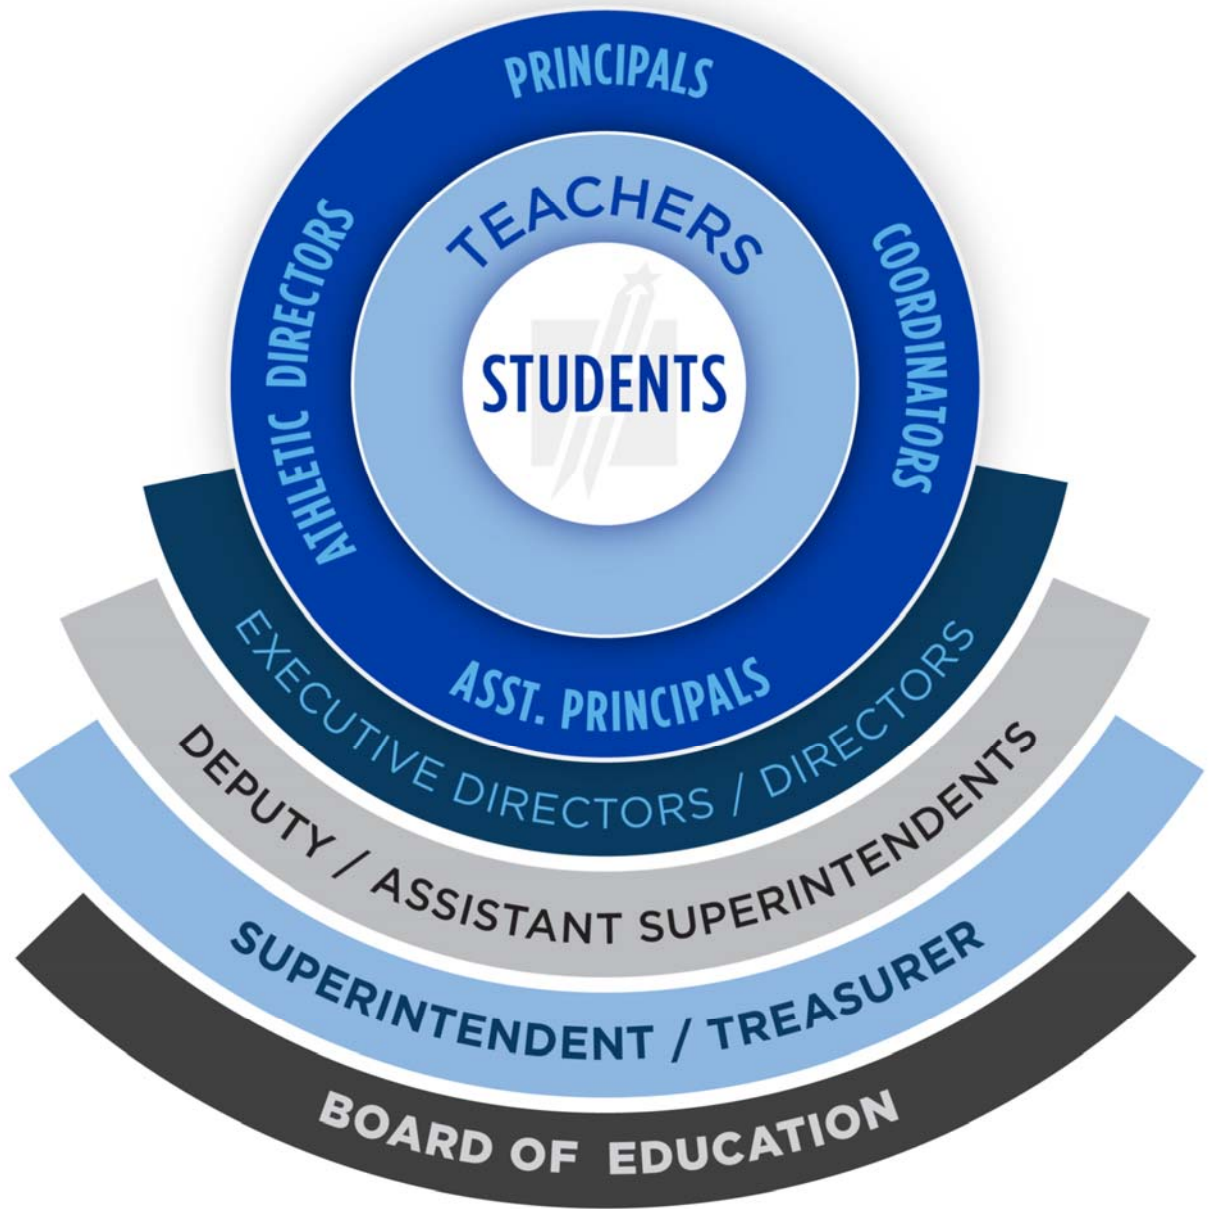 PRINCIPALS
TEACHERS
ATHLETIC DIRECTORS
COORDINATORS
STUDENTS
ASST. PRINCIPALS
EXECUTIVE DIRECTORS / DIRECTORS
DEPUTY / ASSISTANT SUPERINTENDENTS
SUPERINTENDENT / TREASURER
BOARD OF EDUCATION